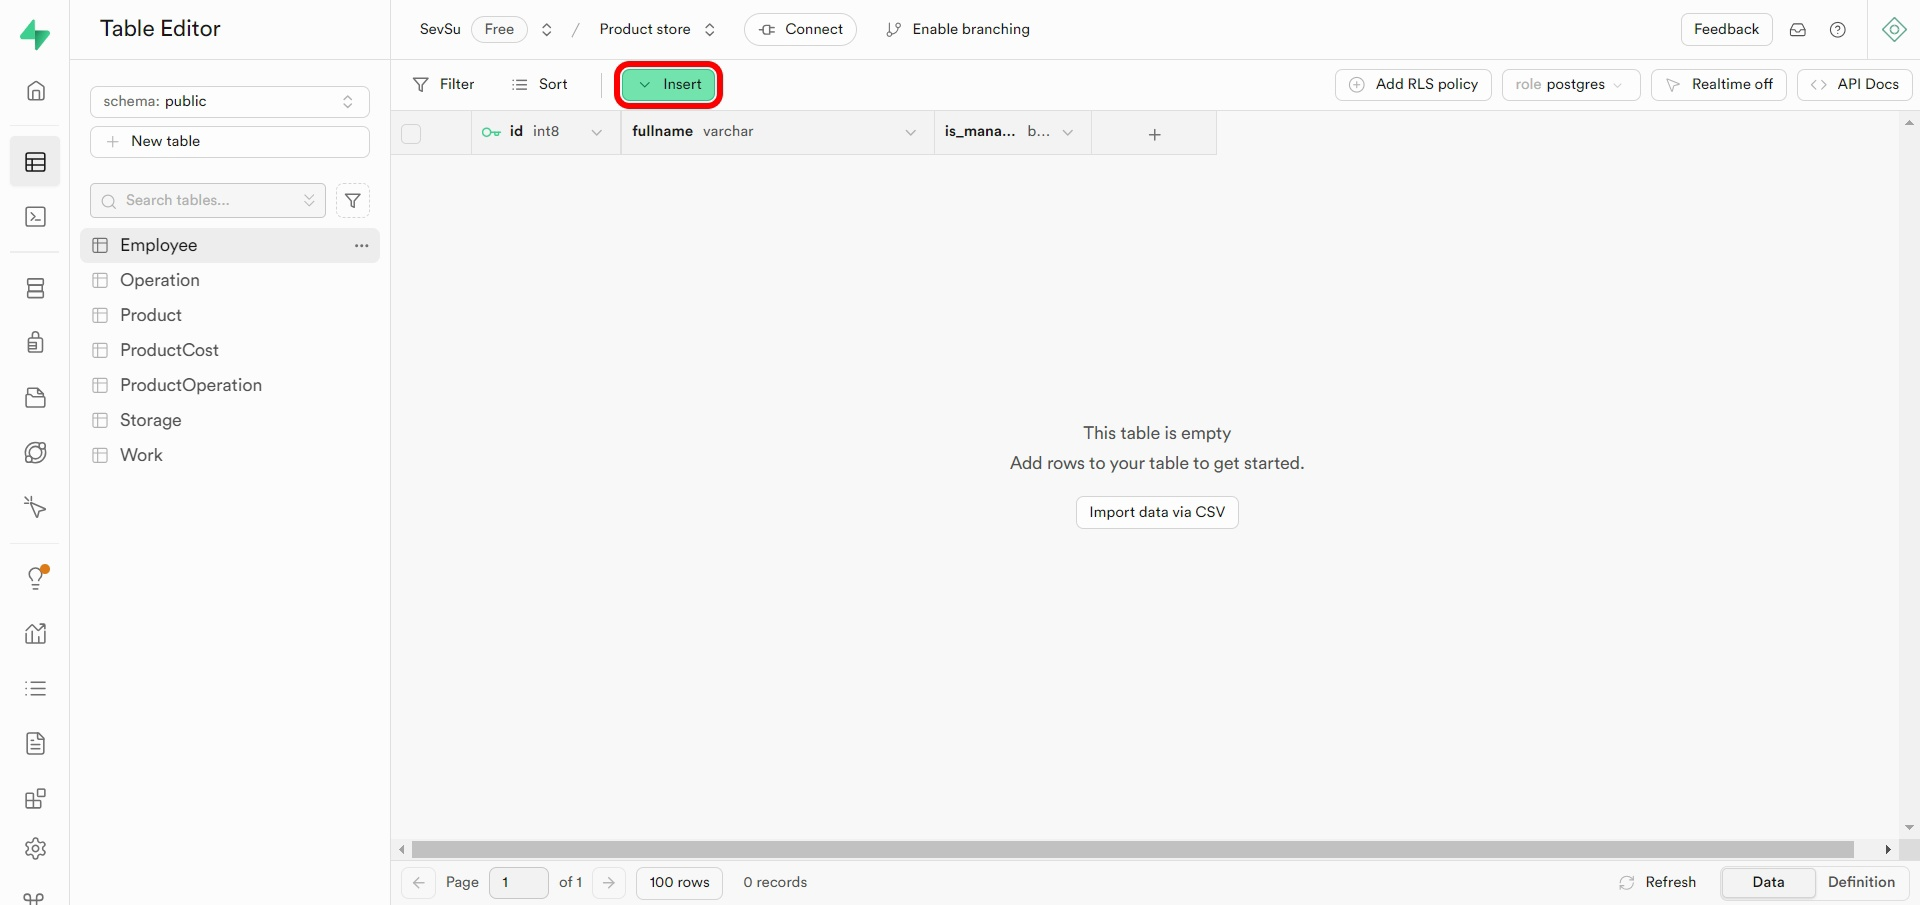 Table Editor
SevSu Free / Product store Connect Enable branching Feedback
schema: public
New table
Search tables...
Employee
Operation
Product
ProductCost
ProductOperation
Storage
Work
Filter Sort Insert Add RLS policy role postgres Realtime off <> API Docs
id int8 fullname varchar is_mana... b... +
This table is empty
Add rows to your table to get started.
Import data via CSV
Page 1 of 1 100 rows 0 records Refresh Data Definition